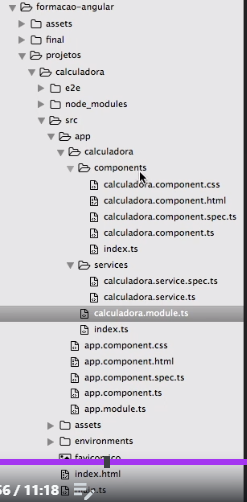 formacao-angular
assets
final
projetos
calculadora
e2e
node_modules
src
app
calculadora
components
calculadora.component.css
calculadora.component.html
calculadora.component.spec.ts
calculadora.component.ts
index.ts
services
calculadora.service.spec.ts
calculadora.service.ts
calculadora.module.ts
index.ts
app.component.css
app.component.html
app.component.spec.ts
app.component.ts
app.module.ts
assets
environments
56 / 11:18
index.html